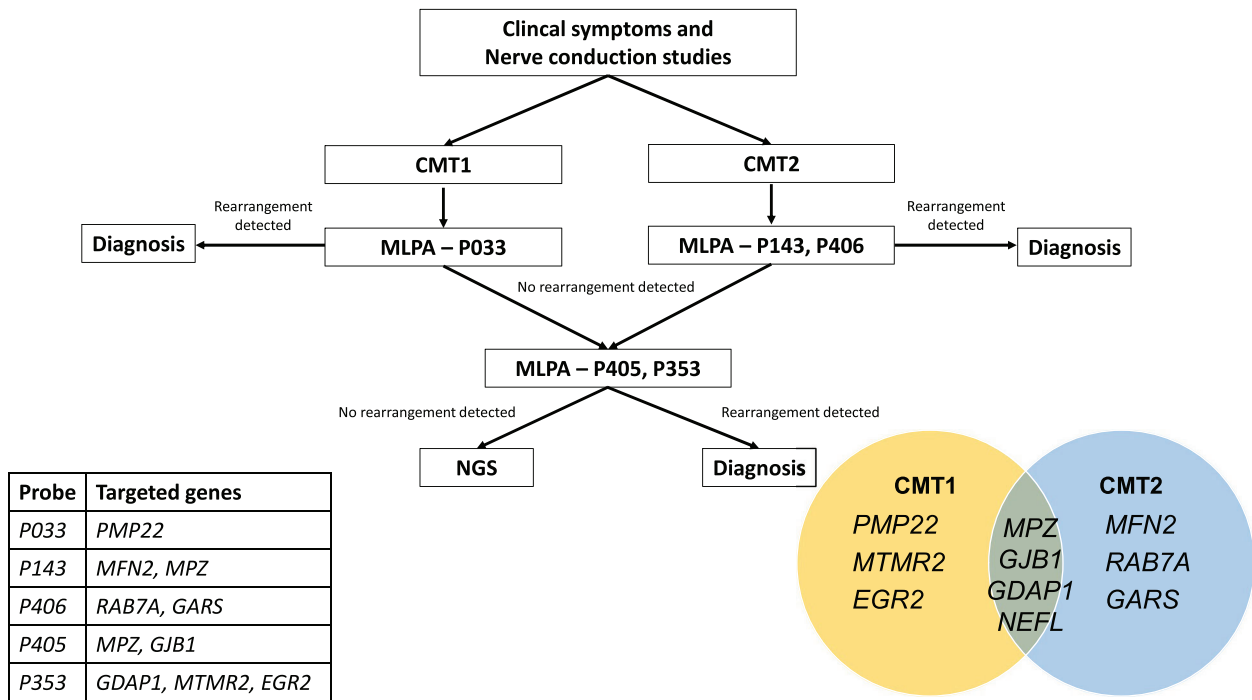 Clincal symptoms and
Nerve conduction studies
CMT1
CMT2
Rearrangement
detected
Rearrangement
detected
Diagnosis
MLPA – P033
MLPA – P143, P406
Diagnosis
No rearrangement detected
MLPA – P405, P353
No rearrangement detected
Rearrangement detected
NGS
Diagnosis
Probe Targeted genes
P033 PMP22
P143 MFN2, MPZ
P406 RAB7A, GARS
P405 MPZ, GJB1
P353 GDAP1, MTMR2, EGR2
CMT1
PMP22
MTMR2
EGR2
MPZ
GJB1
GDAP1
NEFL
CMT2
MFN2
RAB7A
GARS